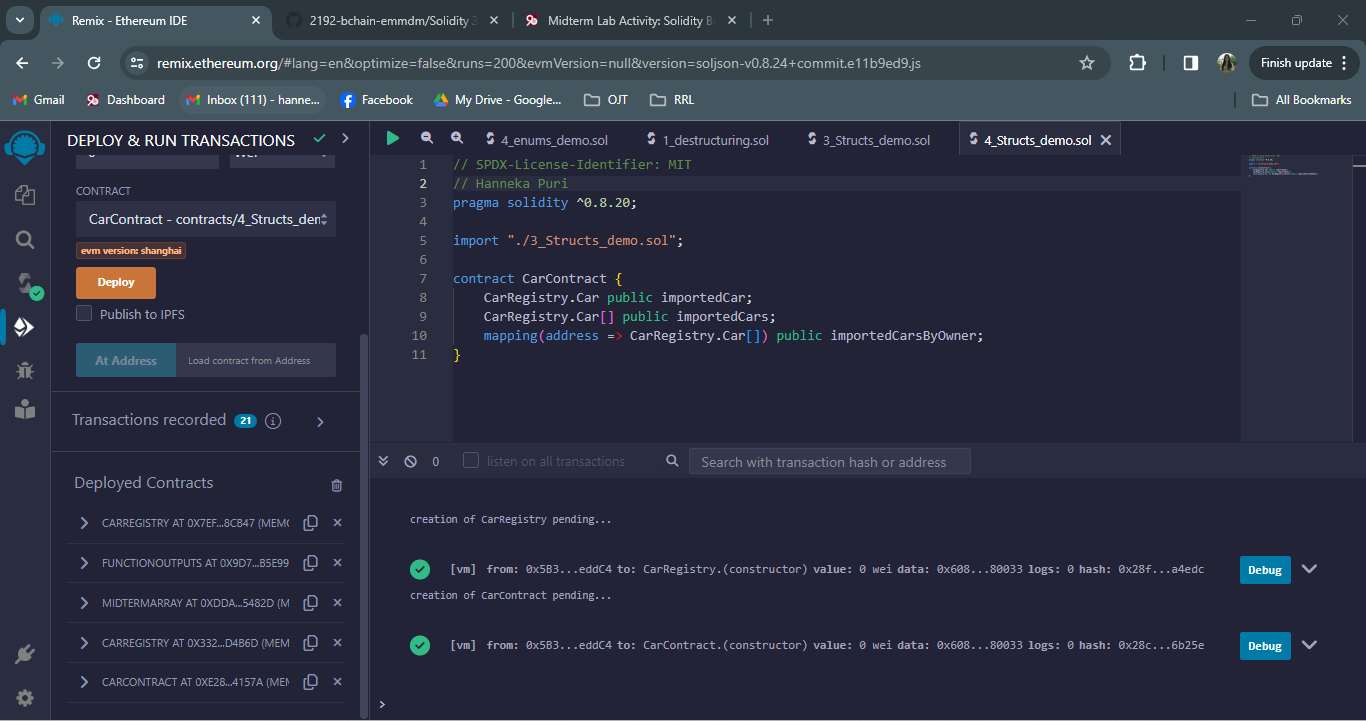 Remix - Ethereum IDE
2192-bchain-emmdm/Solidity 3
Midterm Lab Activity: Solidity B
remix.ethereum.org/#lang=en&optimize=false&runs=200&evmVersion=null&version=soljson-v0.8.24+commit.e11b9ed9.js
Finish update
Gmail
Dashboard
Inbox (111) - hanne...
Facebook
My Drive - Google...
OJT
RRL
All Bookmarks
DEPLOY & RUN TRANSACTIONS
CONTRACT
CarContract - contracts/4_Structs_den
evm version: shanghai
Deploy
Publish to IPFS
At Address
Load contract from Address
Transactions recorded 21
Deployed Contracts
CARREGISTRY AT 0X7EF...8CB47 (MEMO
FUNCTIONOUTPUTS AT 0X9D7...B5E99
MIDTERMARRAY AT 0XDDA...5482D (M
CARREGISTRY AT 0X332...D4B6D (MEM
CARCONTRACT AT 0XE28...4157A (MEM
4_enums_demo.sol
1_destructuring.sol
3_Structs_demo.sol
4_Structs_demo.sol
1 // SPDX-License-Identifier: MIT
2 // Hanneka Puri
3 pragma solidity ^0.8.20;
4
5 import "./3_Structs_demo.sol";
6
7 contract CarContract {
8 CarRegistry.Car public importedCar;
9 CarRegistry.Car[] public importedCars;
10 mapping(address => CarRegistry.Car[]) public importedCarsByOwner;
11 }
0
listen on all transactions
Search with transaction hash or address
creation of CarRegistry pending...
[vm] from: 0x5B3...eddC4 to: CarRegistry.(constructor) value: 0 wei data: 0x608...80033 logs: 0 hash: 0x28f...a4edc
Debug
creation of CarContract pending...
[vm] from: 0x5B3...eddC4 to: CarContract.(constructor) value: 0 wei data: 0x608...80033 logs: 0 hash: 0x28c...6b25e
Debug
>